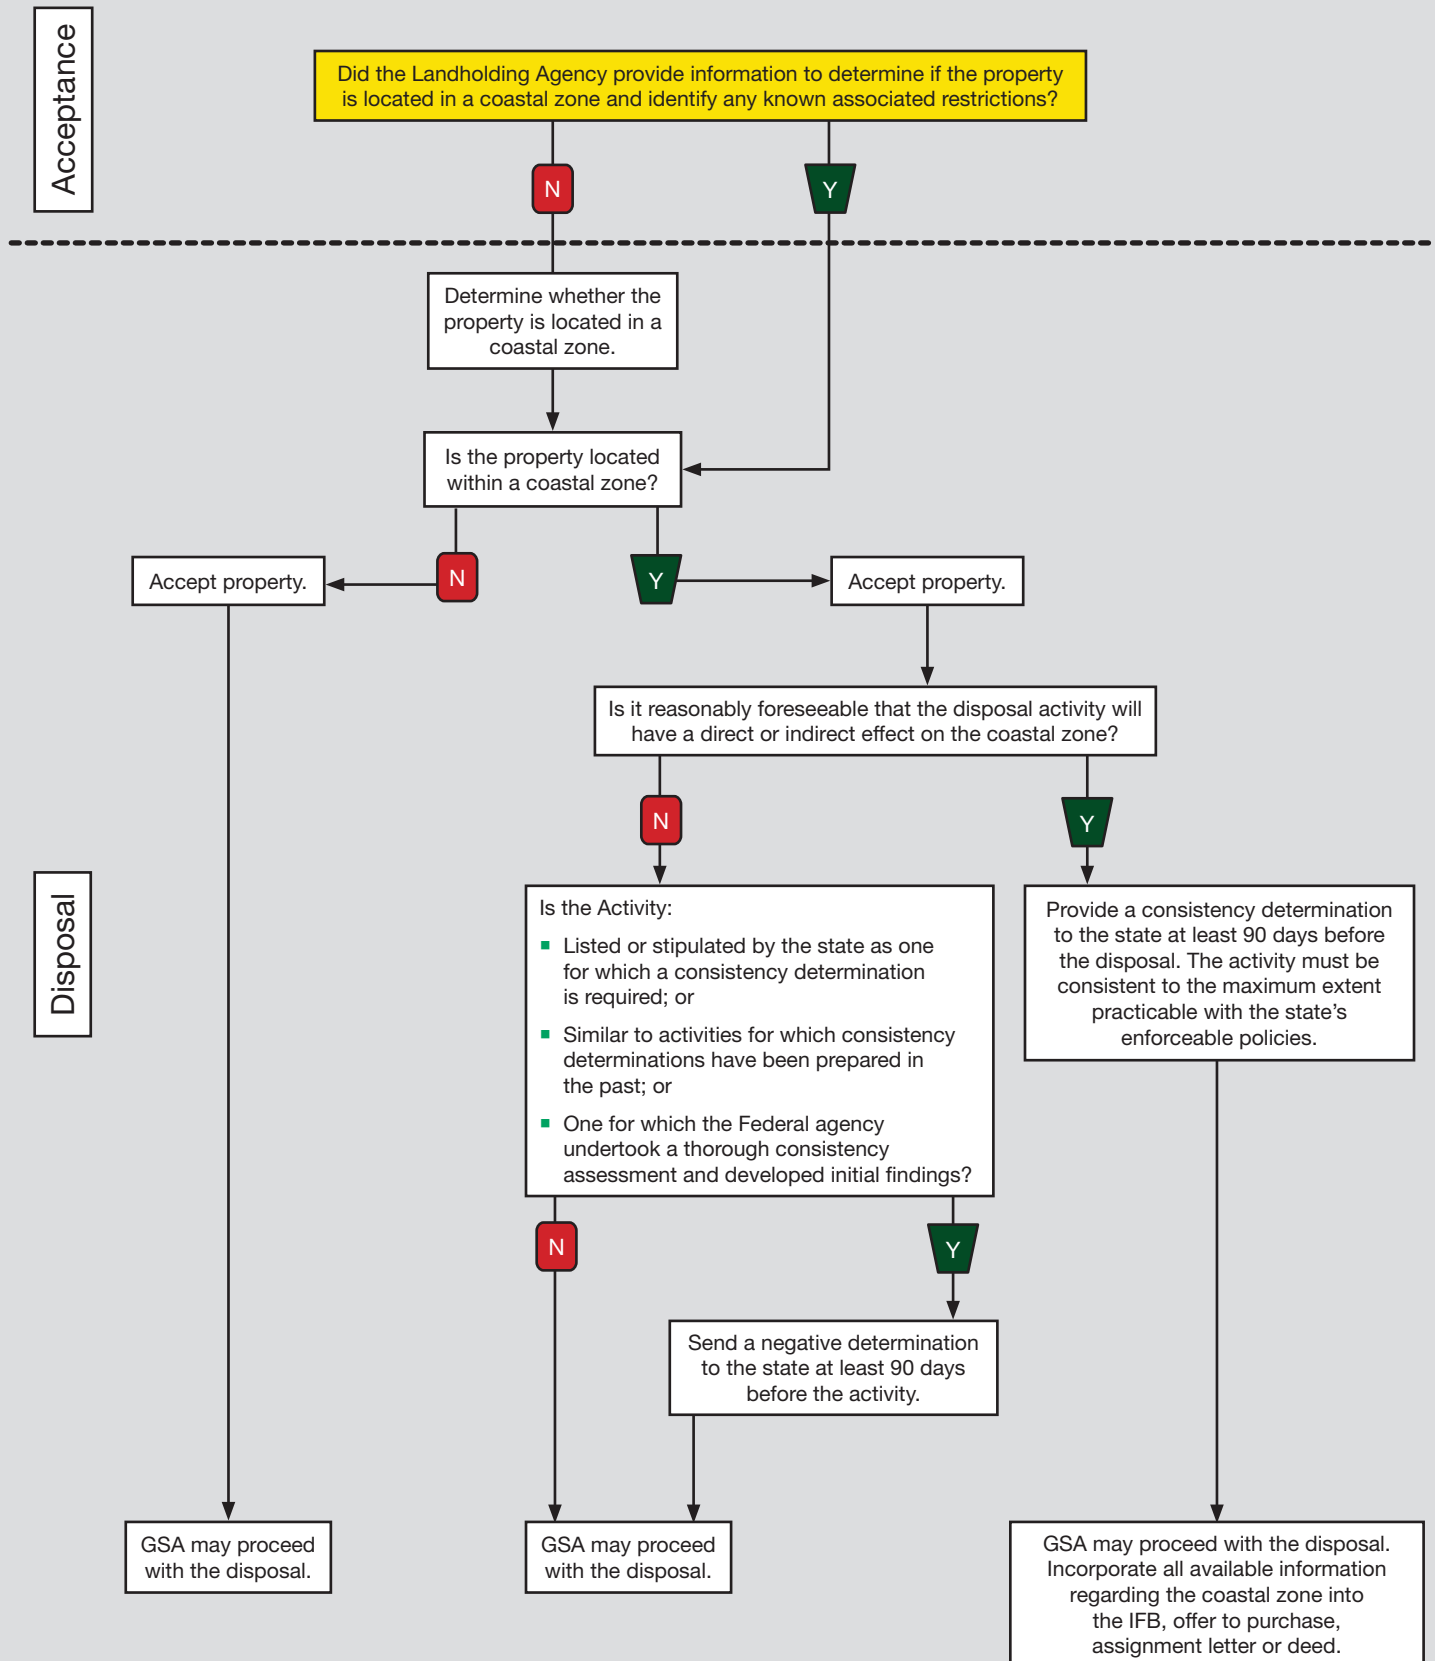 Acceptance
Did the Landholding Agency provide information to determine if the property
is located in a coastal zone and identify any known associated restrictions?
N
Y
Determine whether the
property is located in a
coastal zone.
Is the property located
within a coastal zone?
Accept property.
N
Y
Accept property.
Is it reasonably foreseeable that the disposal activity will
have a direct or indirect effect on the coastal zone?
N
Y
Disposal
Is the Activity:
Listed or stipulated by the state as one
for which a consistency determination
is required; or
Similar to activities for which consistency
determinations have been prepared in
the past; or
One for which the Federal agency
undertook a thorough consistency
assessment and developed initial findings?
Provide a consistency determination
to the state at least 90 days before
the disposal. The activity must be
consistent to the maximum extent
practicable with the state’s
enforceable policies.
N
Y
Send a negative determination
to the state at least 90 days
before the activity.
GSA may proceed
with the disposal.
GSA may proceed
with the disposal.
GSA may proceed with the disposal.
Incorporate all available information
regarding the coastal zone into
the IFB, offer to purchase,
assignment letter or deed.